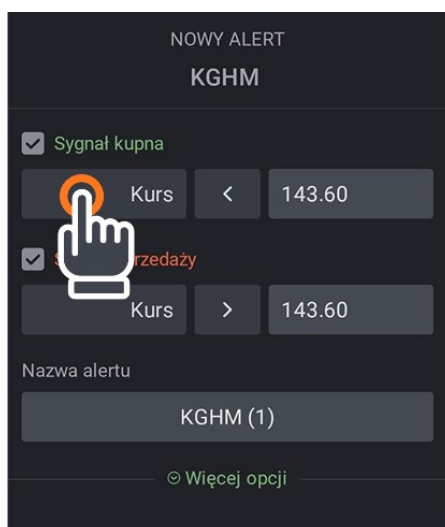 NOWY ALERT
KGHM
Sygnał kupna
Kurs < 143.60
Kurs > 143.60
Nazwa alertu
KGHM (1)
Więcej opcji